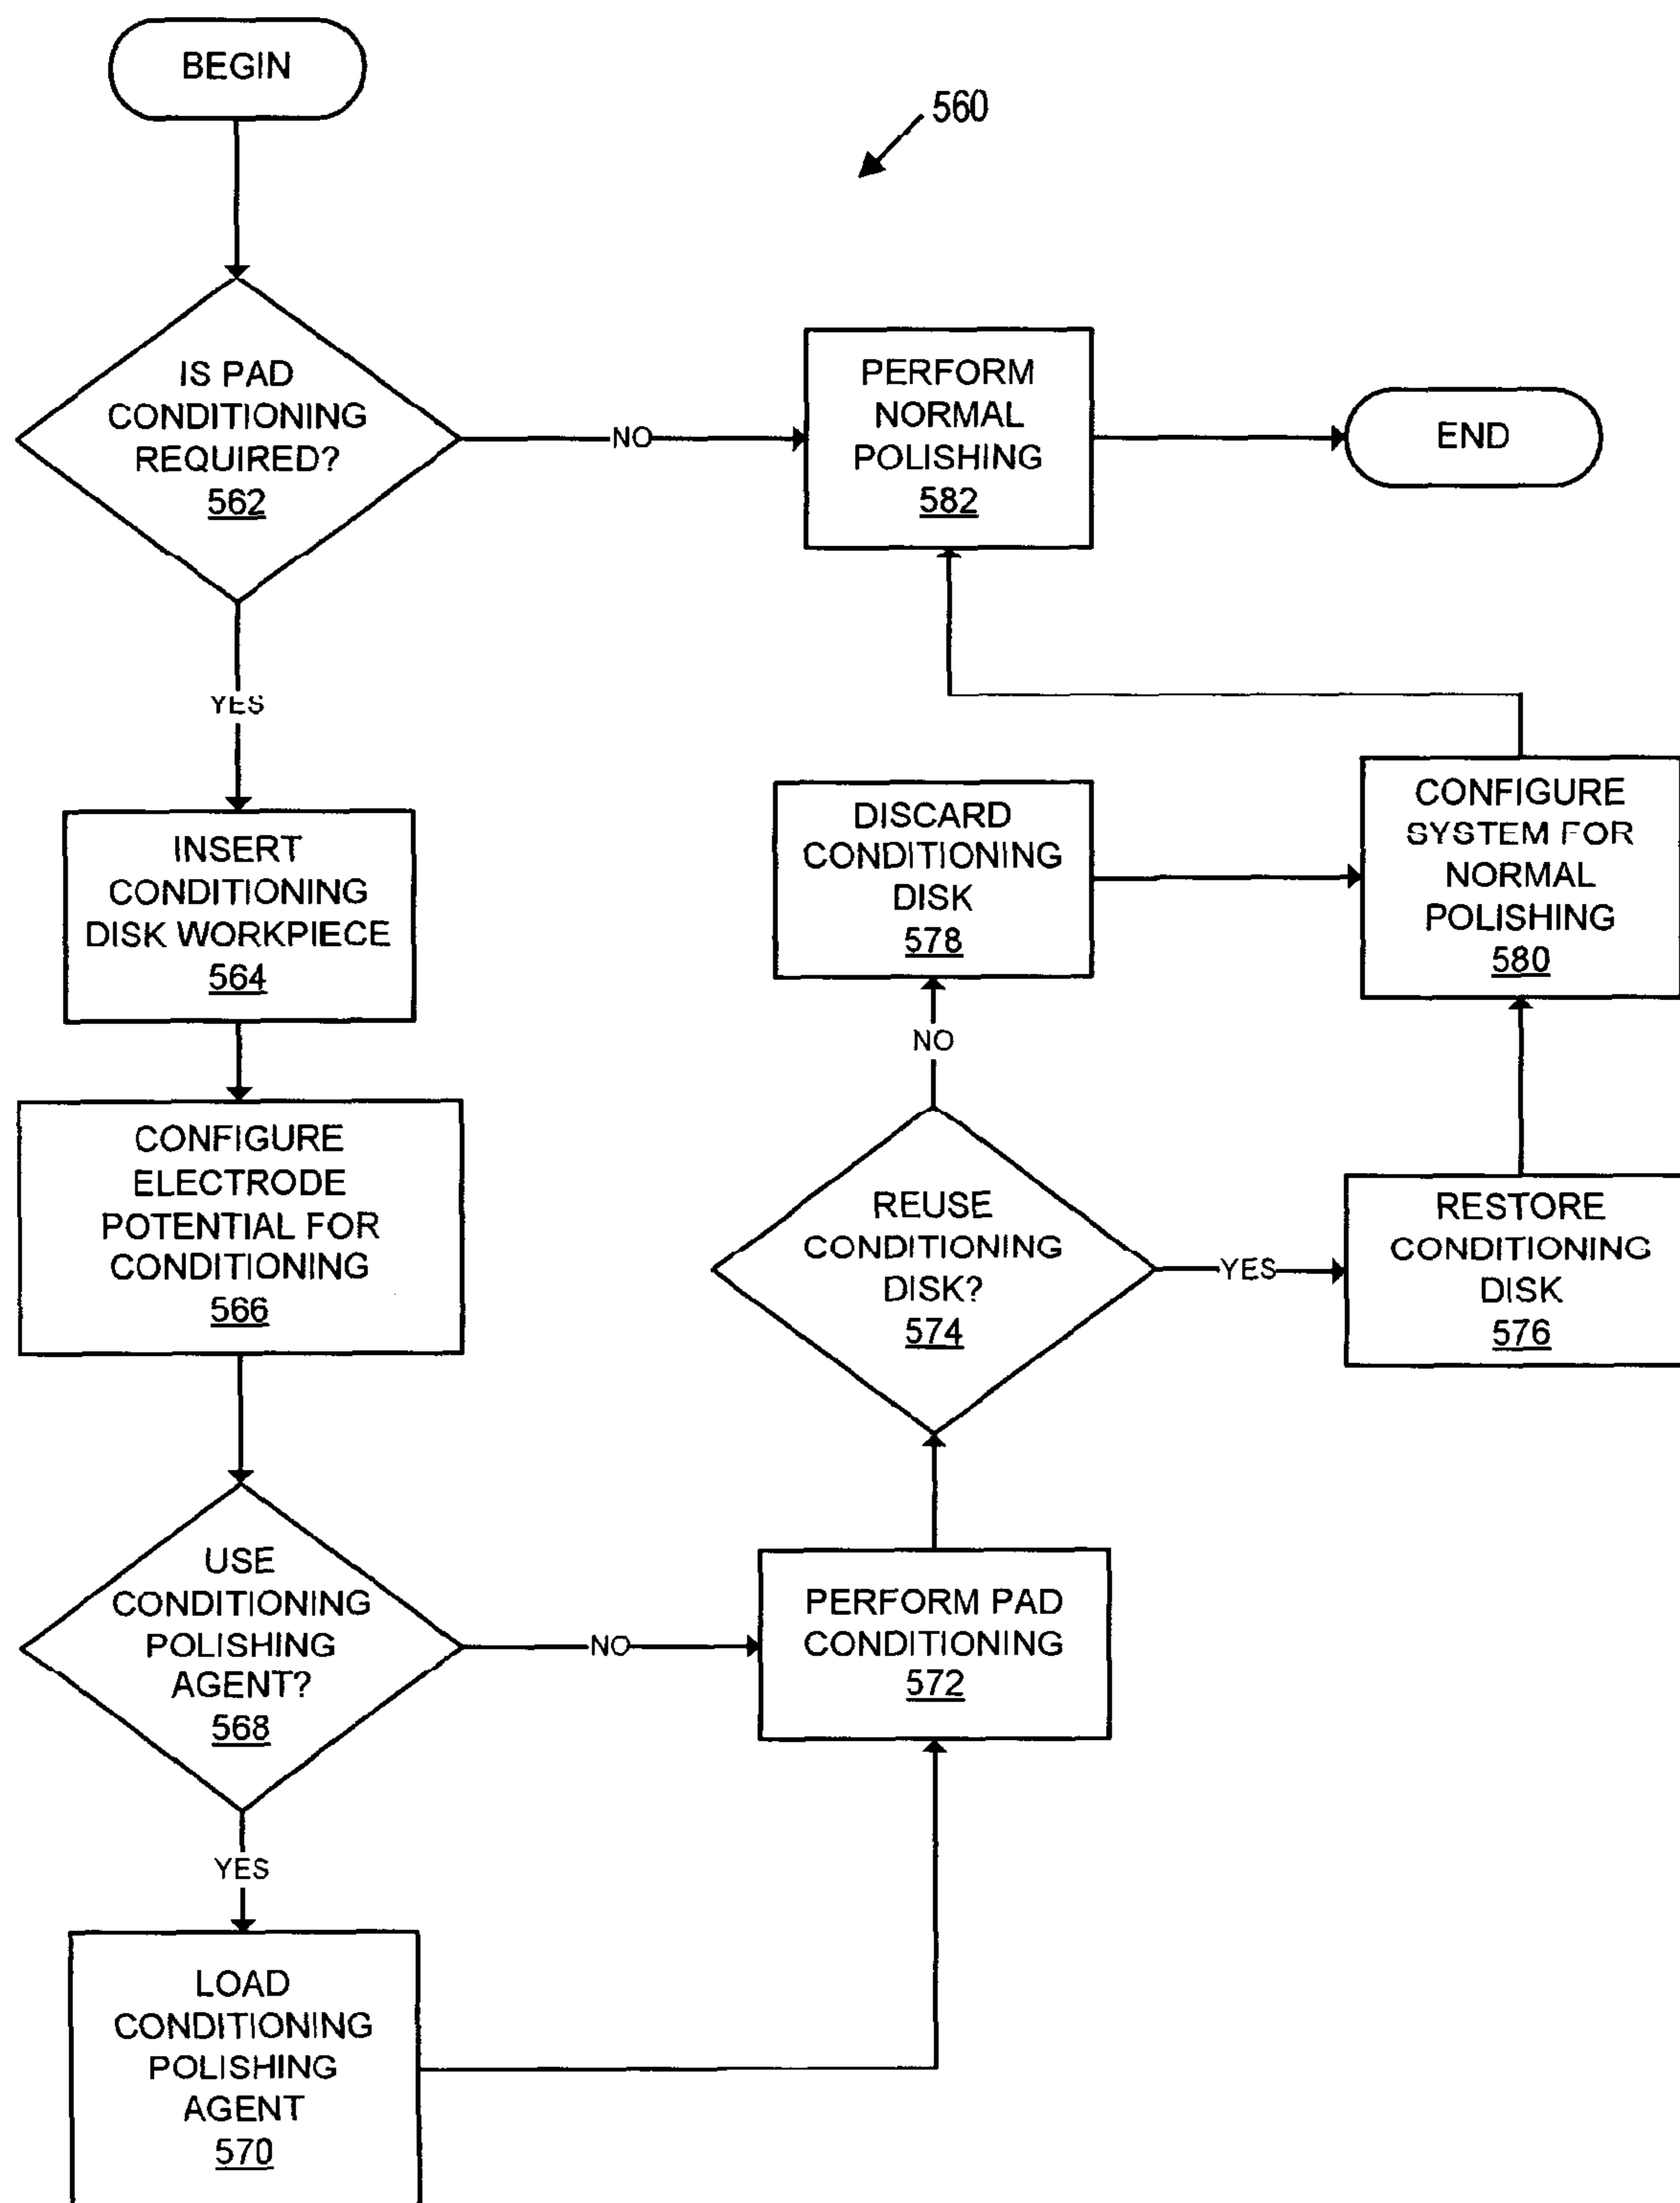 BEGIN
560
IS PAD
CONDITIONING
REQUIRED?
562
NO
PERFORM
NORMAL
POLISHING
582
END
YES
INSERT
CONDITIONING
DISK WORKPIECE
564
CONFIGURE
ELECTRODE
POTENTIAL FOR
CONDITIONING
566
USE
CONDITIONING
POLISHING
AGENT?
568
NO
YES
LOAD
CONDITIONING
POLISHING
AGENT
570
PERFORM PAD
CONDITIONING
572
REUSE
CONDITIONING
DISK?
574
NO
YES
DISCARD
CONDITIONING
DISK
578
RESTORE
CONDITIONING
DISK
576
CONFIGURE
SYSTEM FOR
NORMAL
POLISHING
580